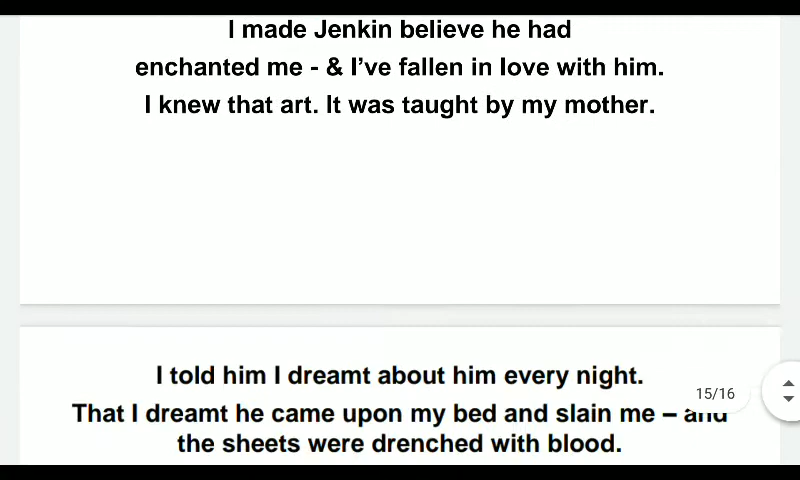 I made Jenkin believe he had
enchanted me - & I've fallen in love with him.
I knew that art. It was taught by my mother.
I told him I dreamt about him every night.
15/16
That I dreamt he came upon my bed and slain me – and
the sheets were drenched with blood.